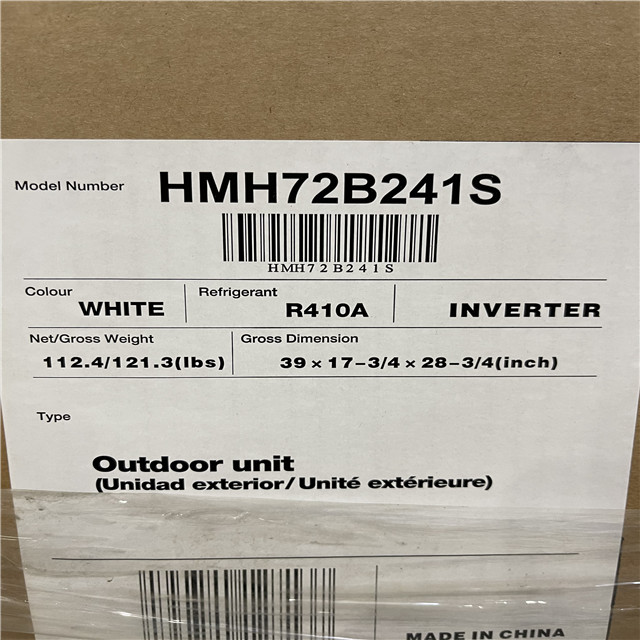 Model Number HMH72B241S
HMH72B241S
Colour WHITE Refrigerant R410A INVERTER
Net/Gross Weight Gross Dimension
112.4/121.3(lbs) 39 × 17-3/4 × 28-3/4(inch)
Type
Outdoor unit
(Unidad exterior/Unité extérieure)
MADE IN CHINA